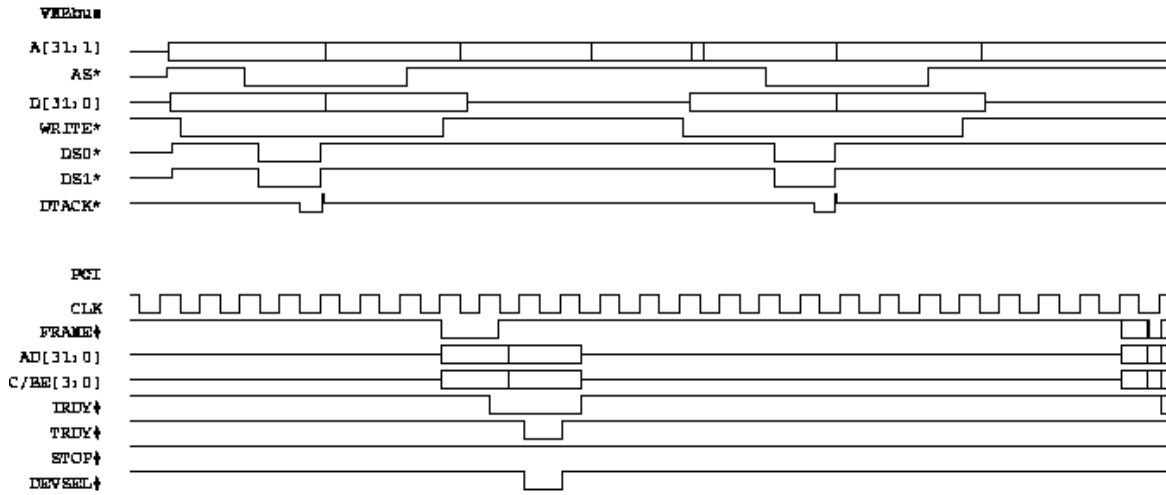 VMEbus
A[31:1]
AS*
D[31:0]
WRITE*
DS0*
DS1*
DTACK*
PCI
CLK
FRAME#
AD[31:0]
C/BE[3:0]
IRDY#
TRDY#
STOP#
DEVSEL#